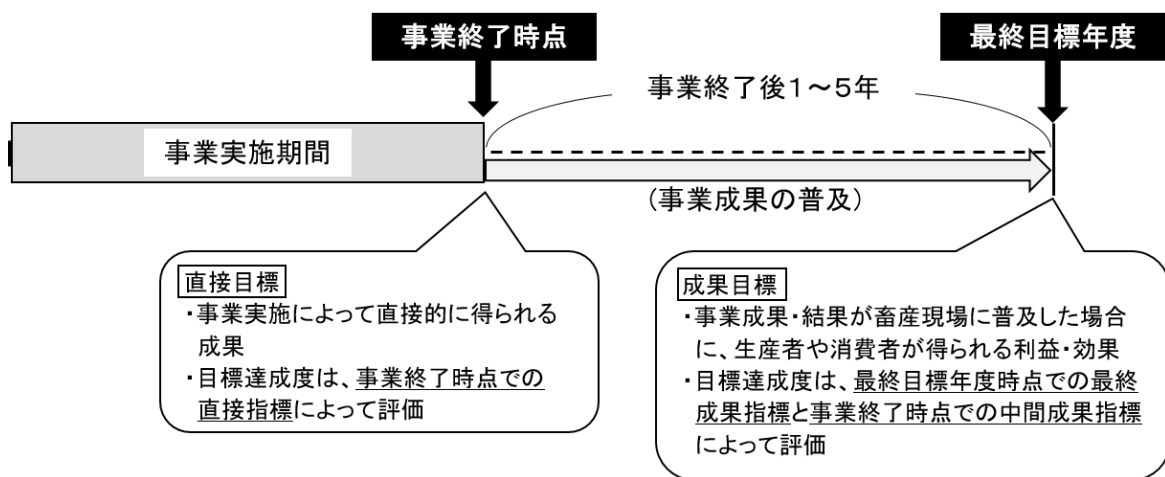 事業終了時点
最終目標年度
事業終了後1～5年
事業実施期間
(事業成果の普及)
直接目標
・事業実施によって直接的に得られる
成果
・目標達成度は、事業終了時点での
直接指標によって評価
成果目標
・事業成果・結果が畜産現場に普及した場合
に、生産者や消費者が得られる利益・効果
・目標達成度は、最終目標年度時点での最終
成果指標と事業終了時点での中間成果指標
によって評価